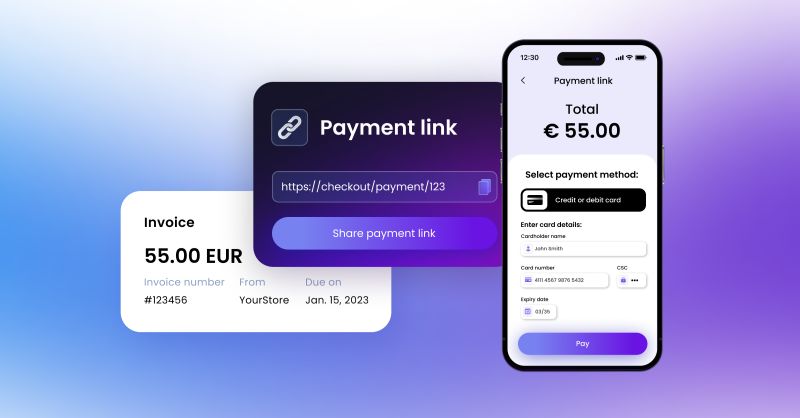 Invoice
55.00 EUR
Invoice number From Due on
#123456 YourStore Jan. 15, 2023
Payment link
https://checkout/payment/123
Share payment link
12:30
Payment link
Total
€ 55.00
Select payment method:
Credit or debit card
Enter card details:
Cardholder name
John Smith
Card number CSC
4111 4567 9876 5432 •••
Expiry date
03/35
Pay